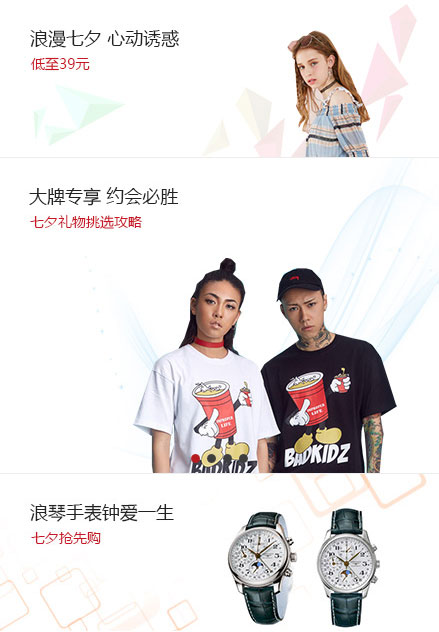 浪漫七夕 心动诱惑
低至39元
大牌专享 约会必胜
七夕礼物挑选攻略
BADKIDZ
BADKIDZ
浪琴手表钟爱一生
七夕抢先购